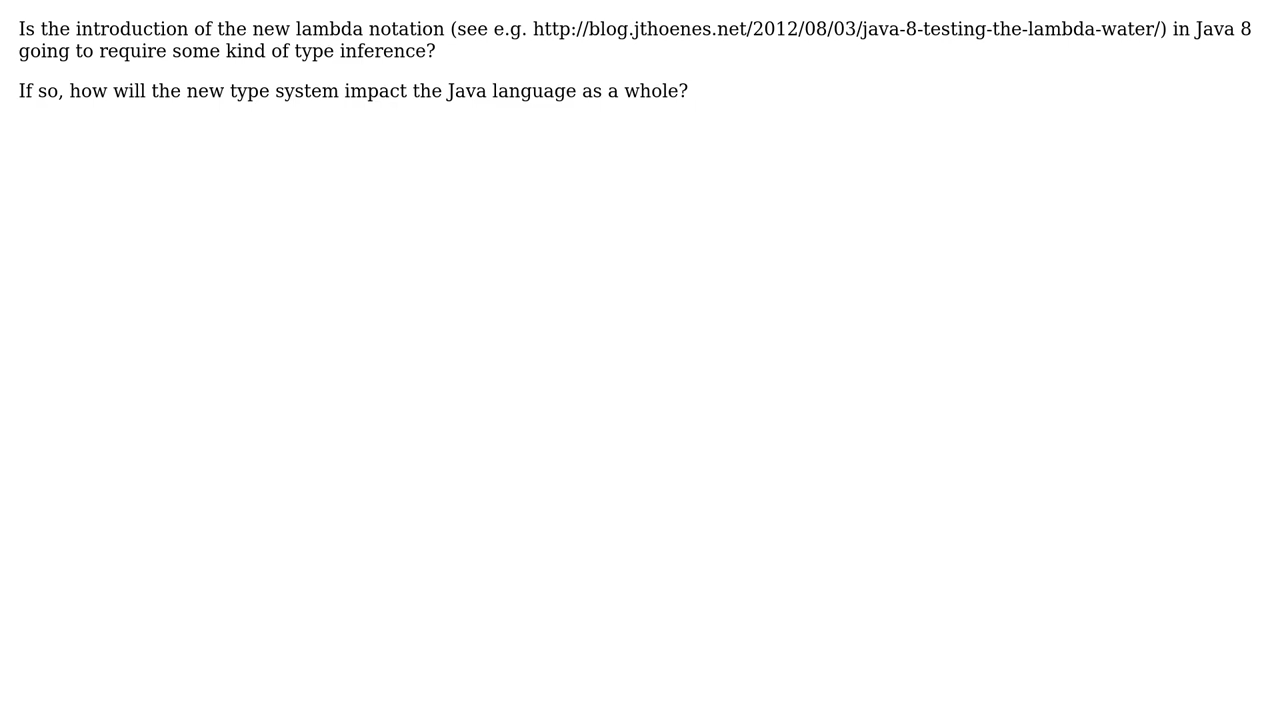 Is the introduction of the new lambda notation (see e.g. http://blog.jthoenes.net/2012/08/03/java-8-testing-the-lambda-water/) in Java 8
going to require some kind of type inference?
If so, how will the new type system impact the Java language as a whole?